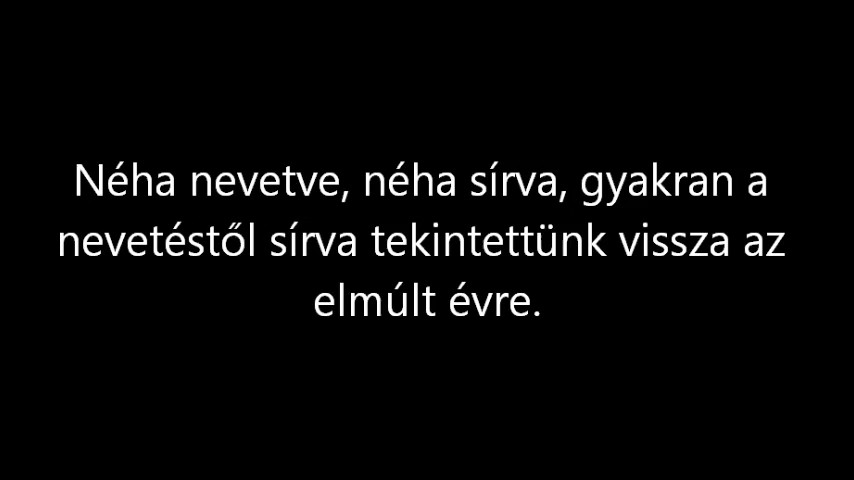 Néha nevetve, néha sírva, gyakran a
nevetéstől sírva tekintettünk vissza az
elmúlt évre.